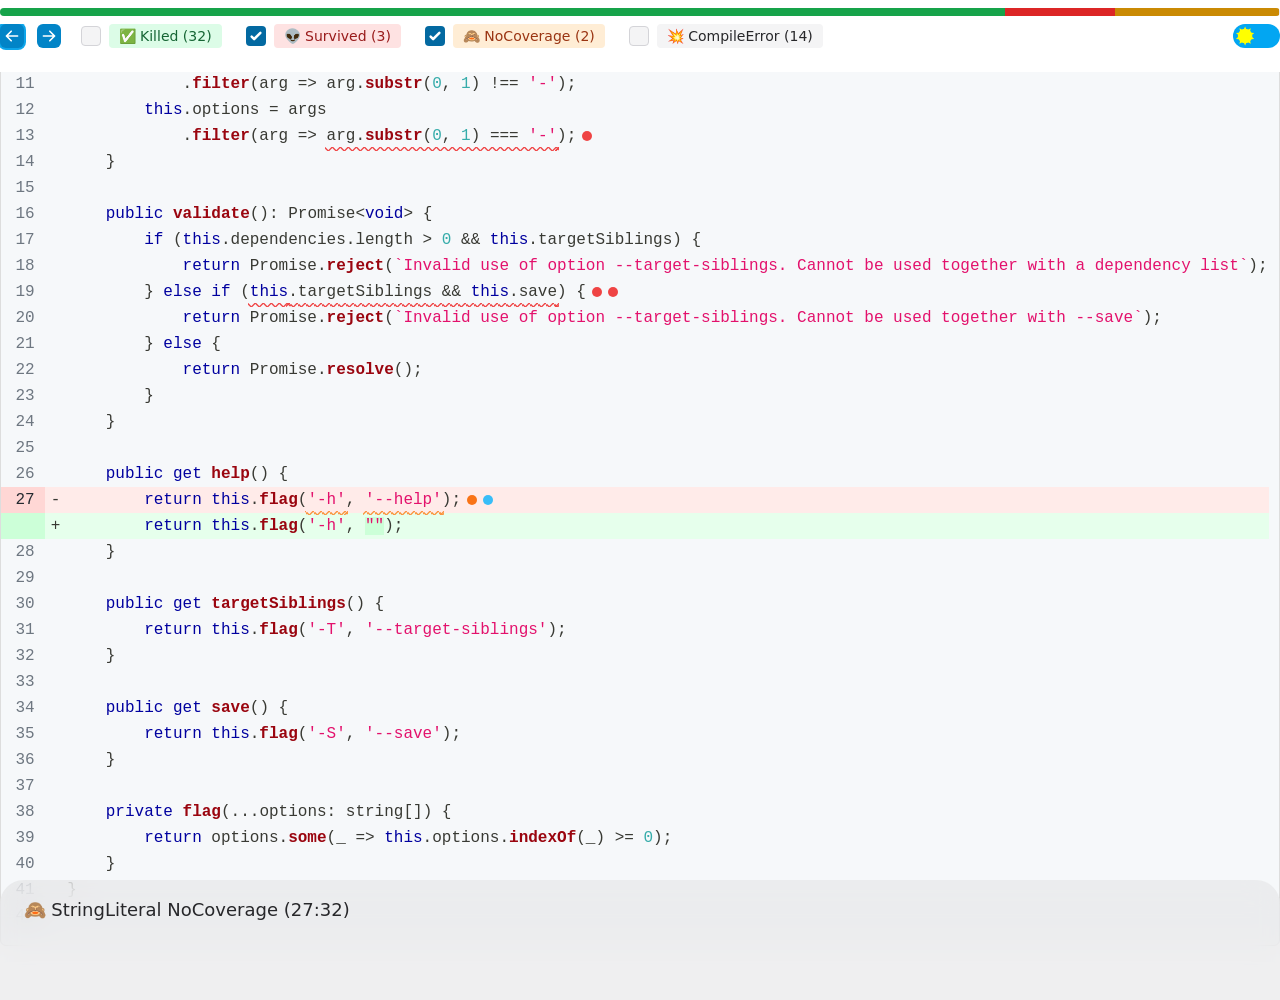 ✅ Killed (32) 👽 Survived (3) 🙈 NoCoverage (2) 💥 CompileError (14)
11             .filter(arg => arg.substr(0, 1) !== '-');
12         this.options = args
13             .filter(arg => arg.substr(0, 1) === '-');
14     }
15
16     public validate(): Promise<void> {
17         if (this.dependencies.length > 0 && this.targetSiblings) {
18             return Promise.reject(`Invalid use of option --target-siblings. Cannot be used together with a dependency list`);
19         } else if (this.targetSiblings && this.save) {
20             return Promise.reject(`Invalid use of option --target-siblings. Cannot be used together with --save`);
21         } else {
22             return Promise.resolve();
23         }
24     }
25
26     public get help() {
27 -         return this.flag('-h', '--help');
+         return this.flag('-h', "");
28     }
29
30     public get targetSiblings() {
31         return this.flag('-T', '--target-siblings');
32     }
33
34     public get save() {
35         return this.flag('-S', '--save');
36     }
37
38     private flag(...options: string[]) {
39         return options.some(_ => this.options.indexOf(_) >= 0);
40     }
41 }
🙈 StringLiteral NoCoverage (27:32)